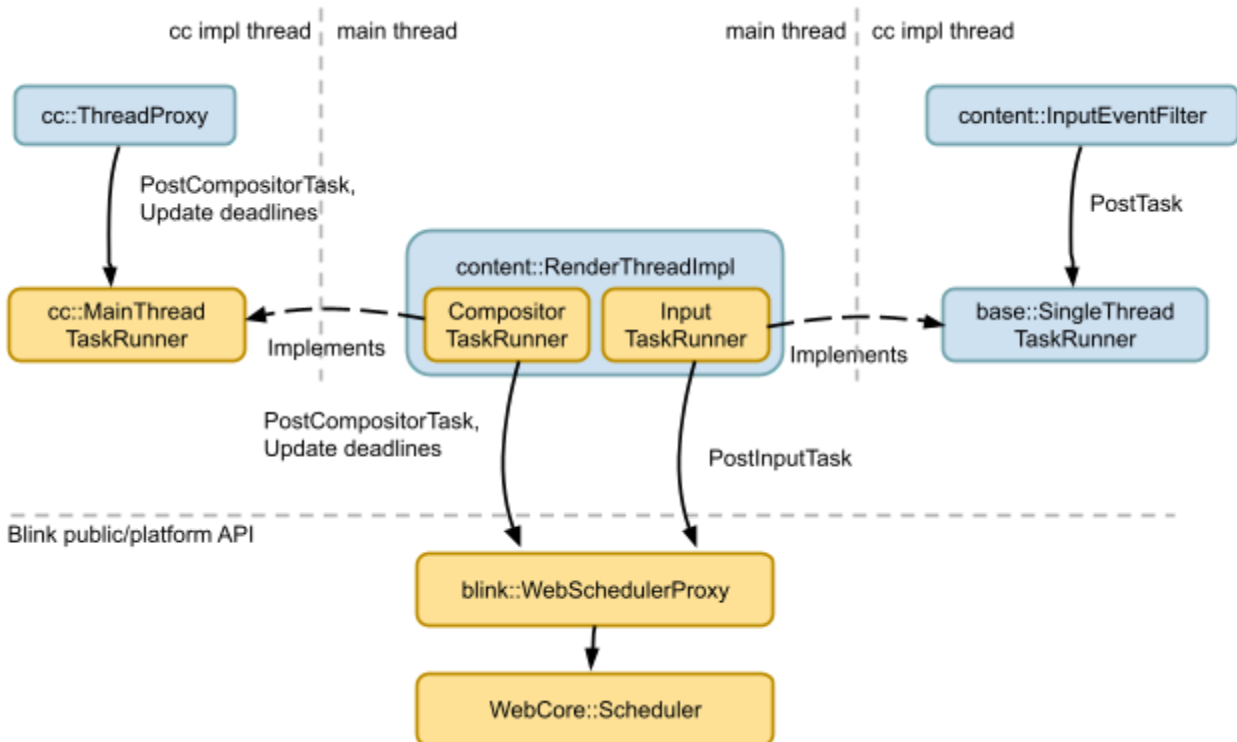 cc impl thread
main thread
main thread
cc impl thread
cc::ThreadProxy
content::InputEventFilter
PostCompositorTask,
Update deadlines
PostTask
content::RenderThreadImpl
cc::MainThread
TaskRunner
Compositor
TaskRunner
Input
TaskRunner
base::SingleThread
TaskRunner
Implements
Implements
PostCompositorTask,
Update deadlines
PostInputTask
Blink public/platform API
blink::WebSchedulerProxy
WebCore::Scheduler